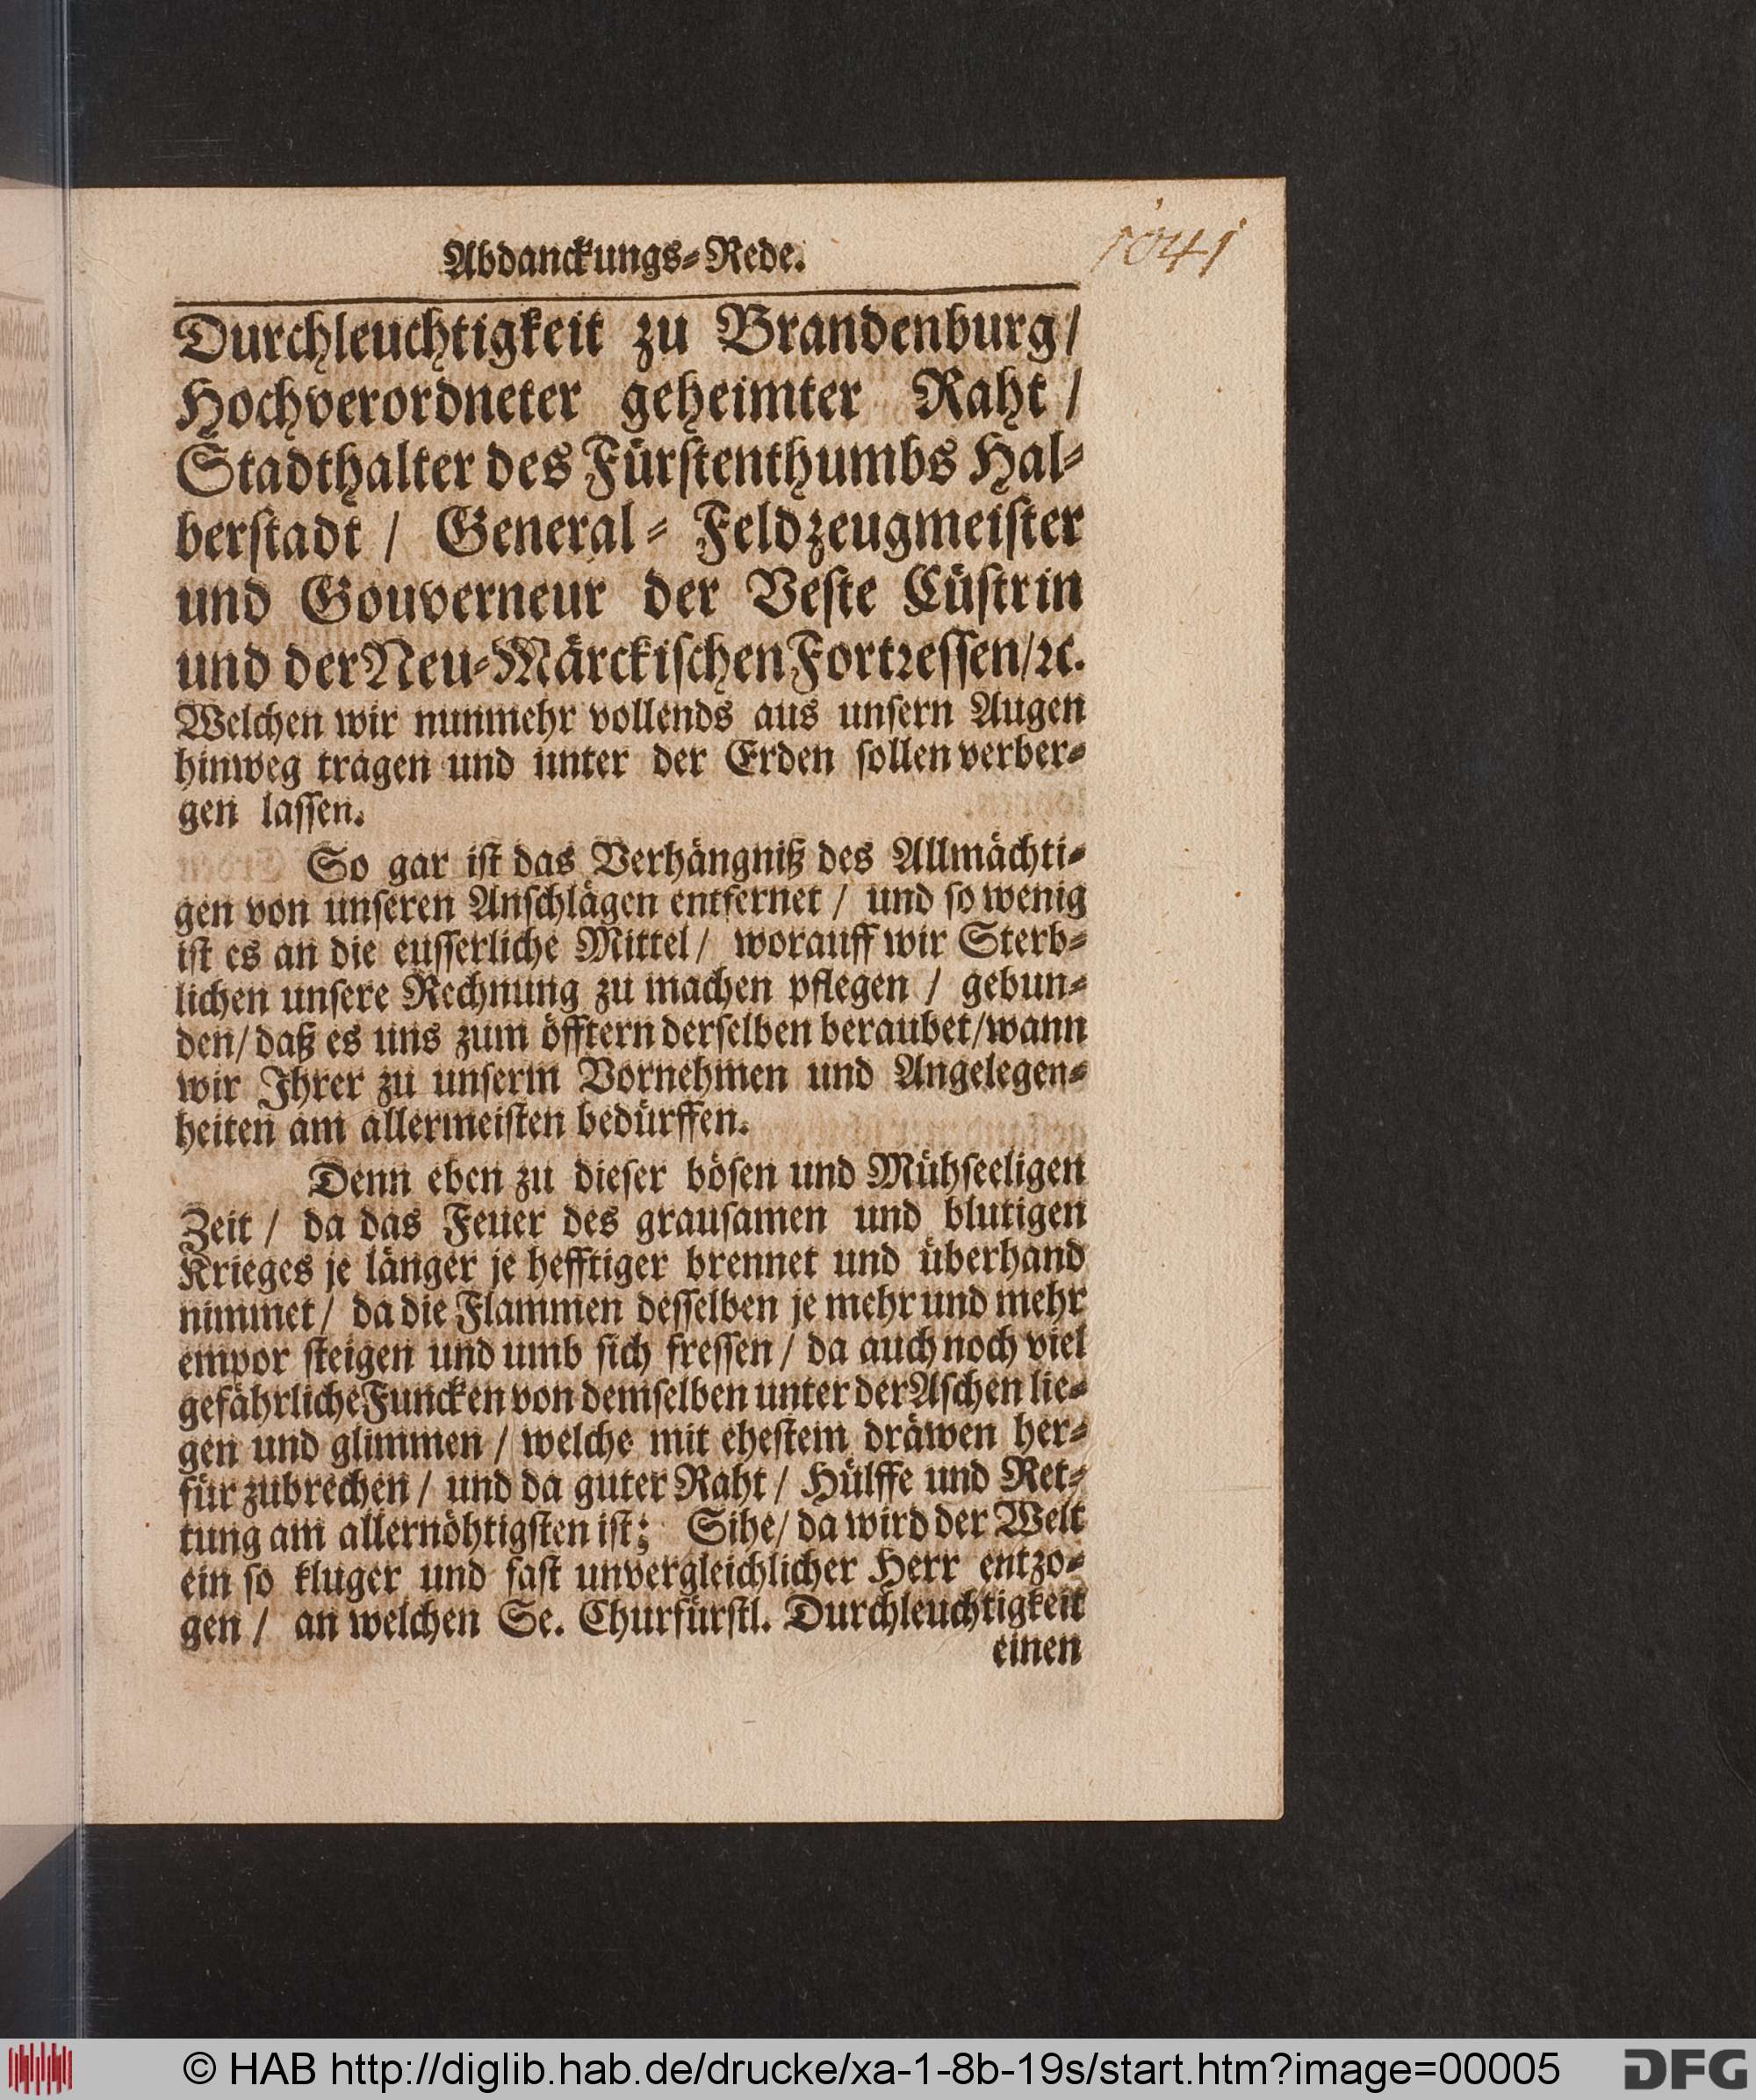 Abdanckungs-Rede.
1041
Durchleuchtigkeit zu Brandenburg/
Hochverordneter geheimter Raht /
Stadthalter des Fürstenthumbs Hal-
berstadt / General- Feldzeugmeister
und Gouverneur der Veste Cüstrin
und der Neu-Märckischen Fortressen/ꝛc.
Welchen wir nunmehr vollends aus unsern Augen
hinweg tragen und unter der Erden sollen verber-
gen lassen.
So gar ist das Verhängniß des Allmächti-
gen von unseren Anschlägen entfernet / und so wenig
ist es an die eusserliche Mittel/ worauff wir Sterb-
lichen unsere Rechnung zu machen pflegen / gebun-
den/ daß es uns zum öfftern derselben beraubet/wann
wir Ihrer zu unserm Vornehmen und Angelegen-
heiten am allermeisten bedürffen.
Denn eben zu dieser bösen und Mühseeligen
Zeit / da das Feuer des grausamen und blutigen
Krieges je länger je hefftiger brennet und überhand
nimmet / da die Flammen desselben je mehr und mehr
empor steigen und umb sich fressen / da auch noch viel
gefährliche Funcken von demselben unter der Aschen lie-
gen und glimmen / welche mit ehestem dräwen her-
für zubrechen / und da guter Raht / Hülffe und Ret-
tung am allernöhtigsten ist; Sihe/ da wird der Welt
ein so kluger und fast unvergleichlicher Herr entzo-
gen / an welchen Se. Churfürstl. Durchleuchtigkeit
einen
© HAB http://diglib.hab.de/drucke/xa-1-8b-19s/start.htm?image=00005
DFG